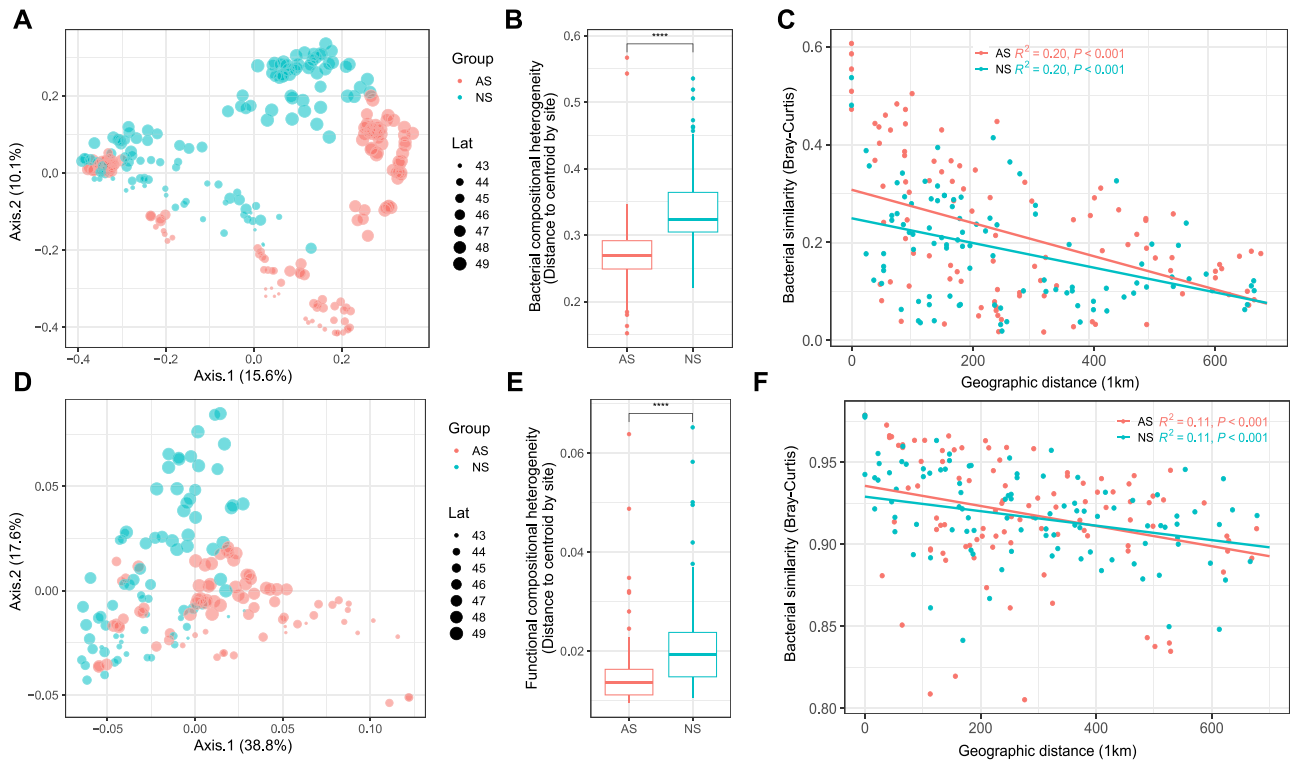 A
0.2
0.0
−0.2
−0.4
−0.4
−0.2
0.0
0.2
Axis.1 (15.6%)
Axis.2 (10.1%)
Group
AS
NS
Lat
43
44
45
46
47
48
49
B
****
0.6
0.5
0.4
0.3
0.2
AS
NS
Bacterial compositional heterogeneity
(Distance to centroid by site)
C
AS R² = 0.20, P < 0.001
NS R² = 0.20, P < 0.001
0.6
0.4
0.2
0.0
0
200
400
600
Geographic distance (1km)
Bacterial similarity (Bray-Curtis)
D
0.05
0.00
−0.05
−0.05
0.00
0.05
0.10
Axis.1 (38.8%)
Axis.2 (17.6%)
Group
AS
NS
Lat
43
44
45
46
47
48
49
E
****
0.06
0.04
0.02
AS
NS
Functional compositional heterogeneity
(Distance to centroid by site)
F
AS R² = 0.11, P < 0.001
NS R² = 0.11, P < 0.001
0.95
0.90
0.85
0.80
0
200
400
600
Geographic distance (1km)
Bacterial similarity (Bray-Curtis)